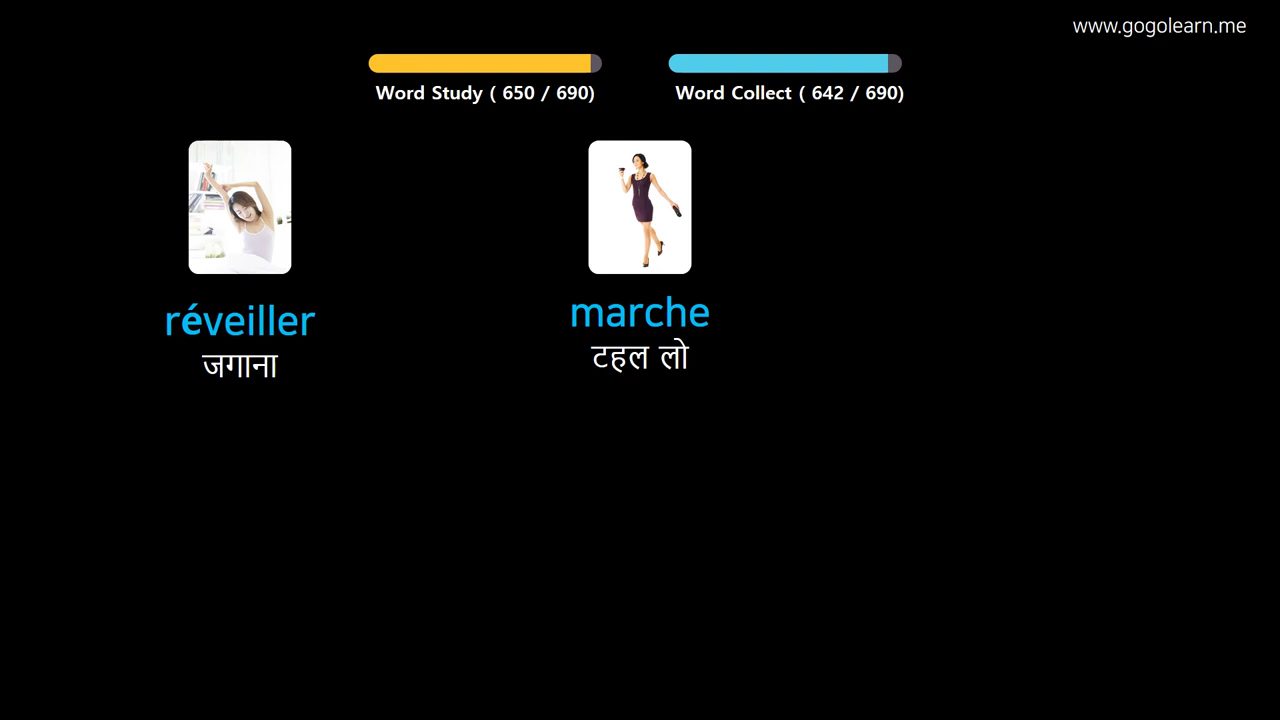 www.gogolearn.me
Word Study ( 650 / 690)
Word Collect ( 642 / 690)
réveiller
जगाना
marche
टहल लो